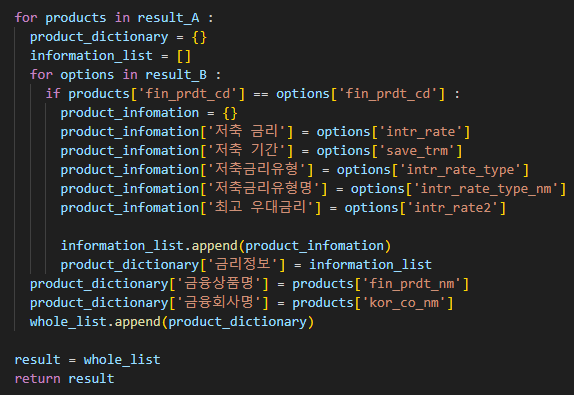 for products in result_A :
  product_dictionary = {}
  information_list = []
  for options in result_B :
    if products['fin_prdt_cd'] == options['fin_prdt_cd'] :
      product_infomation = {}
      product_infomation['저축 금리'] = options['intr_rate']
      product_infomation['저축 기간'] = options['save_trm']
      product_infomation['저축금리유형'] = options['intr_rate_type']
      product_infomation['저축금리유형명'] = options['intr_rate_type_nm']
      product_infomation['최고 우대금리'] = options['intr_rate2']

      information_list.append(product_infomation)
      product_dictionary['금리정보'] = information_list
  product_dictionary['금융상품명'] = products['fin_prdt_nm']
  product_dictionary['금융회사명'] = products['kor_co_nm']
  whole_list.append(product_dictionary)

result = whole_list
return result